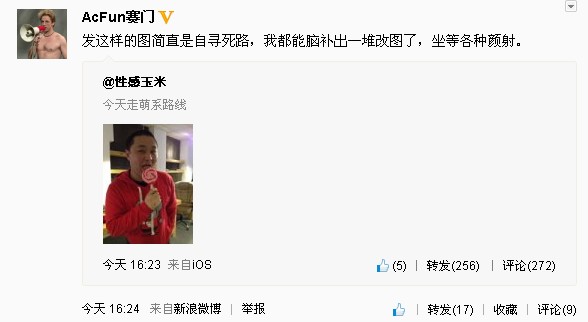 AcFun赛门
发这样的图简直是自寻死路，我都能脑补出一堆改图了，坐等各种颜射。
@性感玉米
今天走萌系路线
今天 16:23 来自iOS (5) | 转发(256) | 评论(272)
今天 16:24 来自新浪微博 | 举报 | 转发(17) | 收藏 | 评论(9)